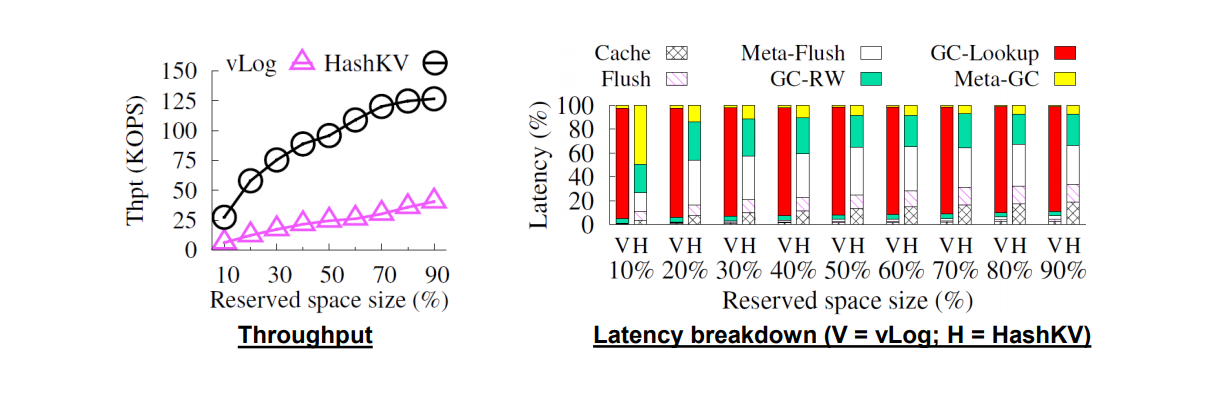 vLog HashKV
150
125
100
75
50
25
0
Thpt (KOPS)
10 30 50 70 90
Reserved space size (%)
Throughput
Cache Meta-Flush GC-Lookup
Flush GC-RW Meta-GC
100
80
60
40
20
0
Latency (%)
VH VH VH VH VH VH VH VH VH
10% 20% 30% 40% 50% 60% 70% 80% 90%
Reserved space size (%)
Latency breakdown (V = vLog; H = HashKV)